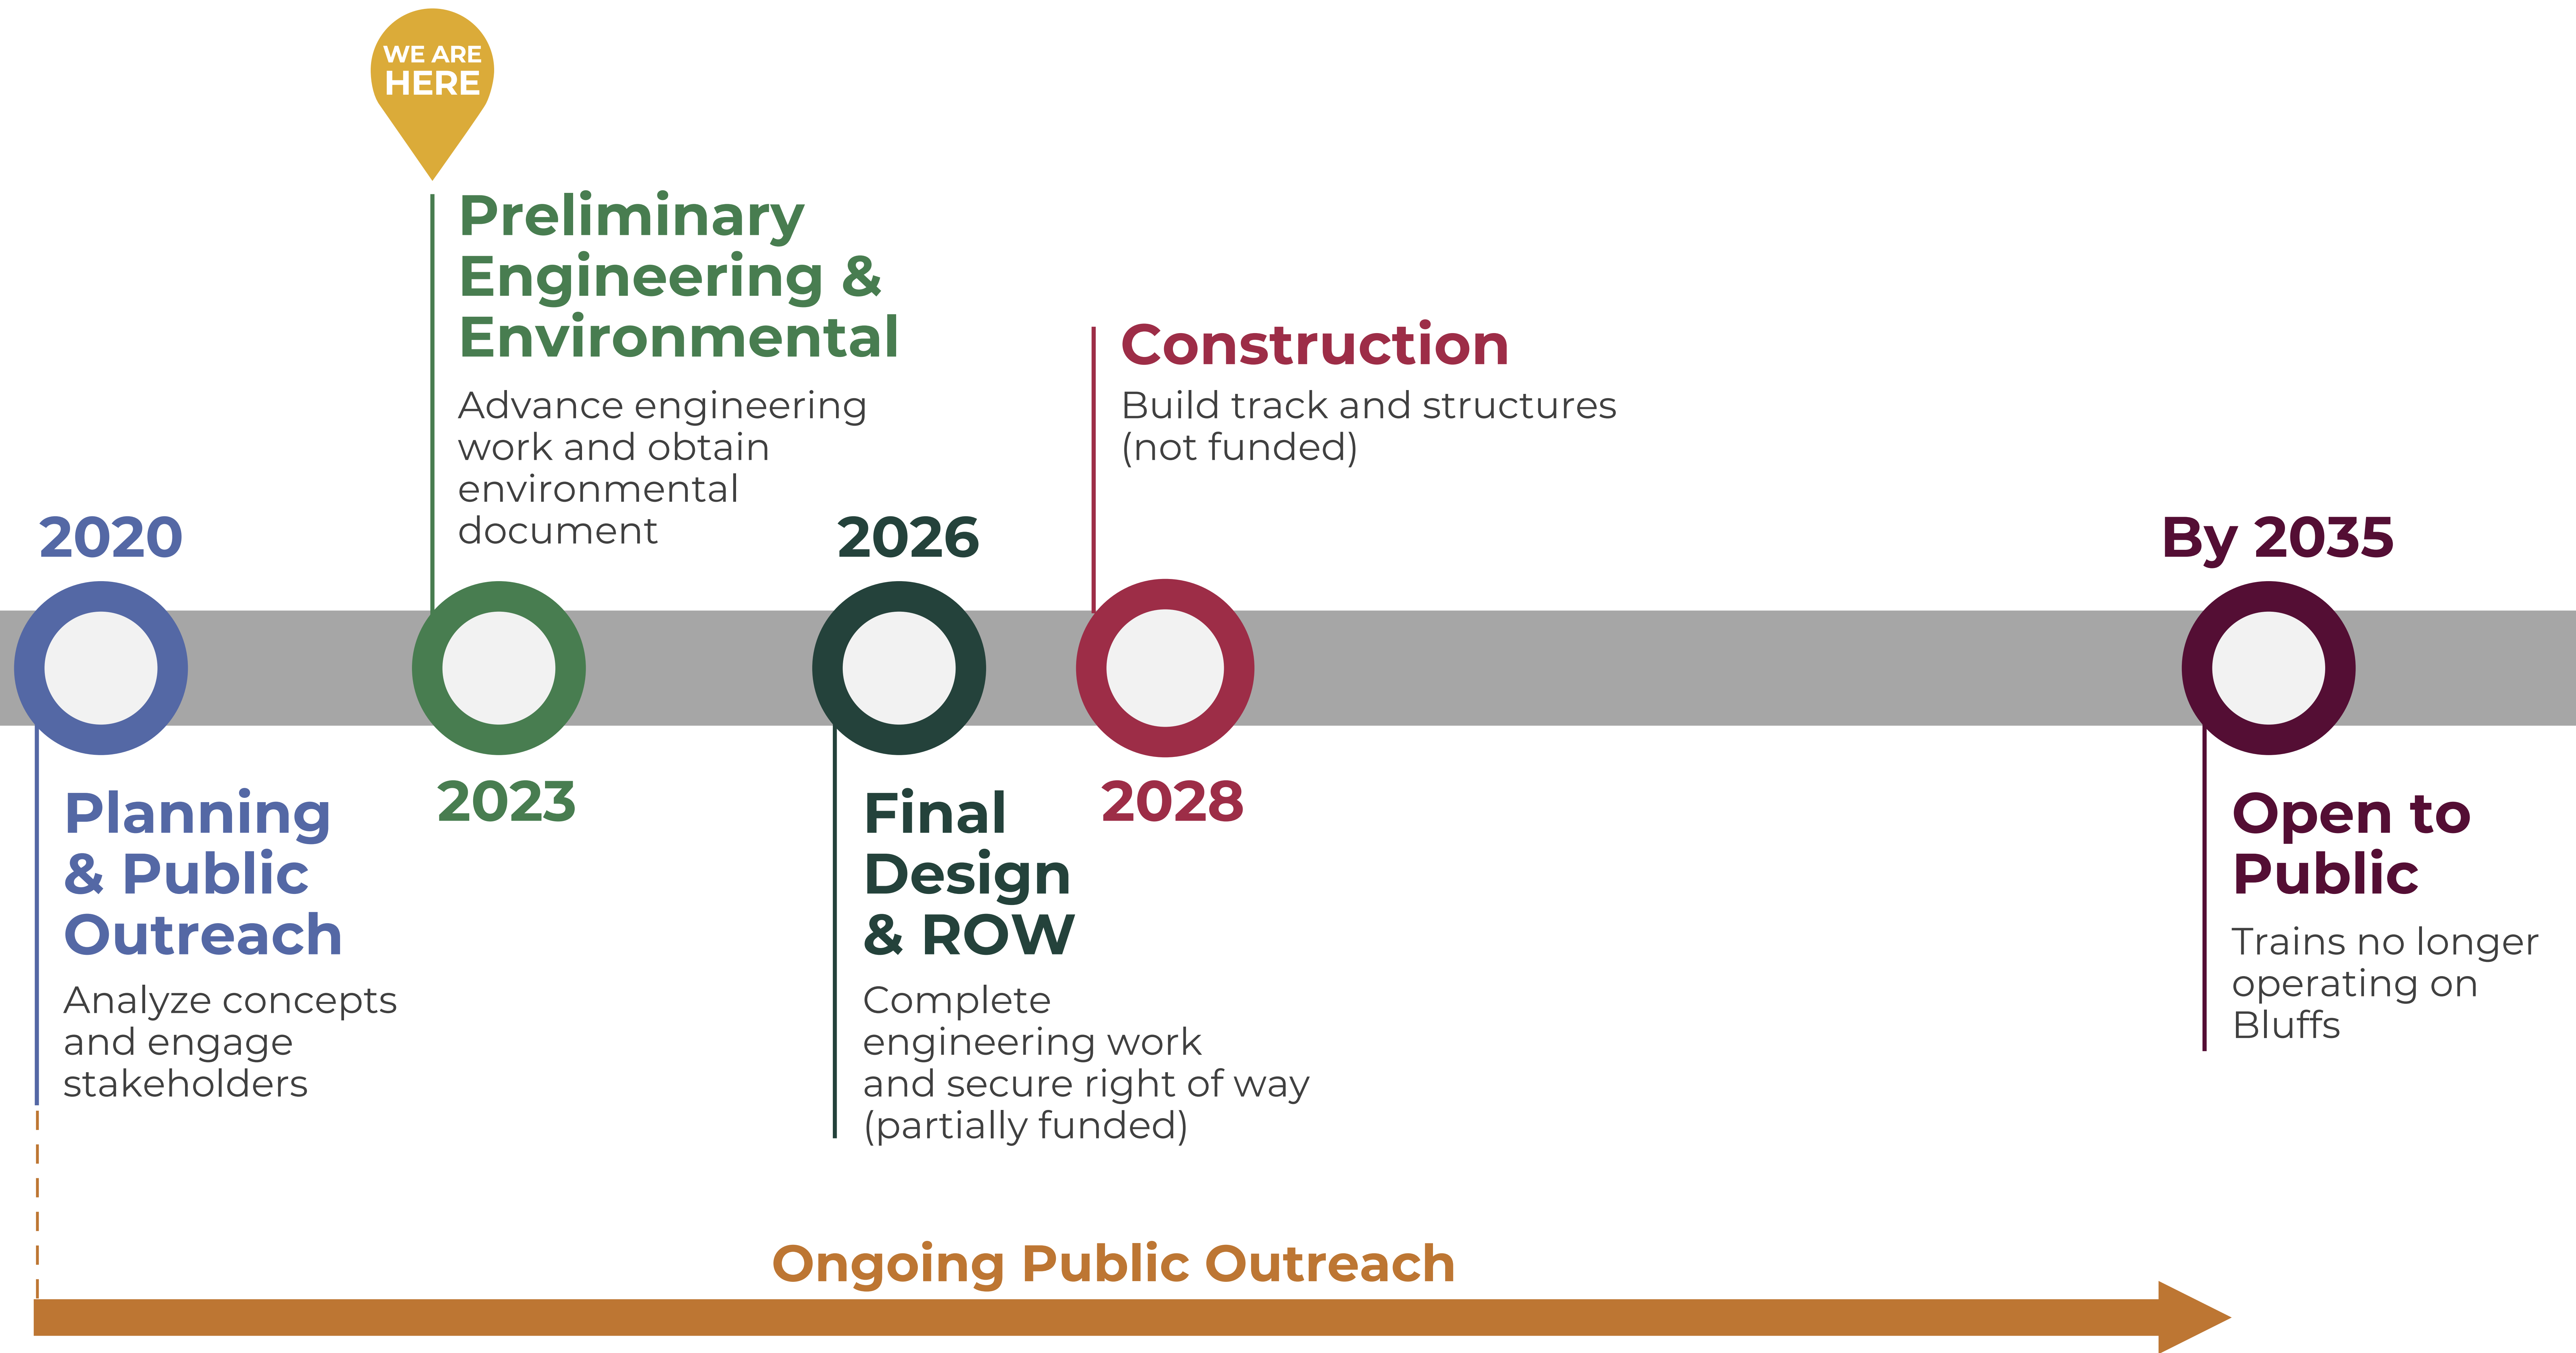 WE ARE
HERE
Preliminary
Engineering &
Environmental
Advance engineering
work and obtain
environmental
document
Construction
Build track and structures
(not funded)
2020
2026
By 2035
Planning
& Public
Outreach
Analyze concepts
and engage
stakeholders
2023
Final
Design
& ROW
Complete
engineering work
and secure right of way
(partially funded)
2028
Open to
Public
Trains no longer
operating on
Bluffs
Ongoing Public Outreach